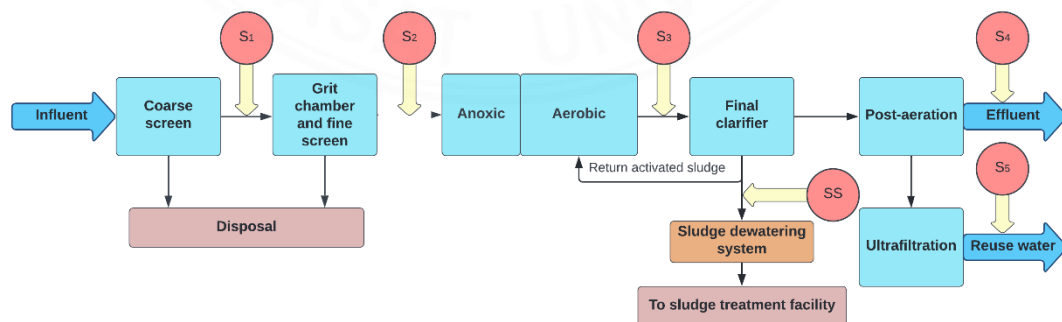 S1
S2
S3
S4
Influent
Coarse
screen
Grit
chamber
and fine
screen
Anoxic
Aerobic
Final
clarifier
Post-aeration
Effluent
Return activated sludge
S5
SS
Disposal
Sludge dewatering
system
Ultrafiltration
Reuse water
To sludge treatment facility